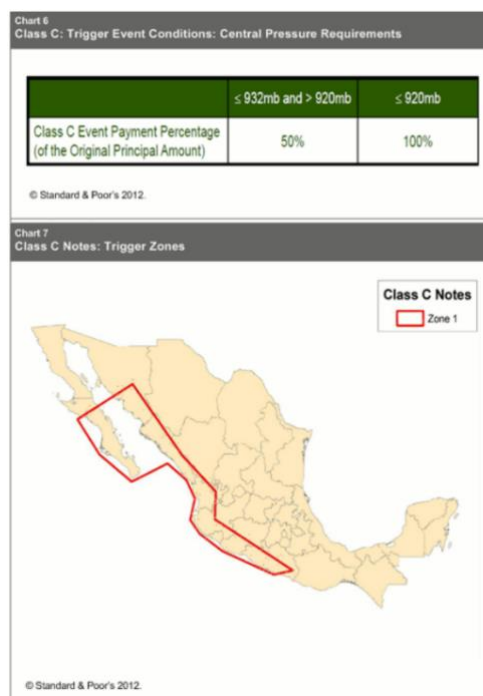 Chart 6
Class C: Trigger Event Conditions: Central Pressure Requirements
≤ 932mb and > 920mb
≤ 920mb
Class C Event Payment Percentage
(of the Original Principal Amount)
50%
100%
© Standard & Poor's 2012.
Chart 7
Class C Notes: Trigger Zones
Class C Notes
Zone 1
© Standard & Poor's 2012.